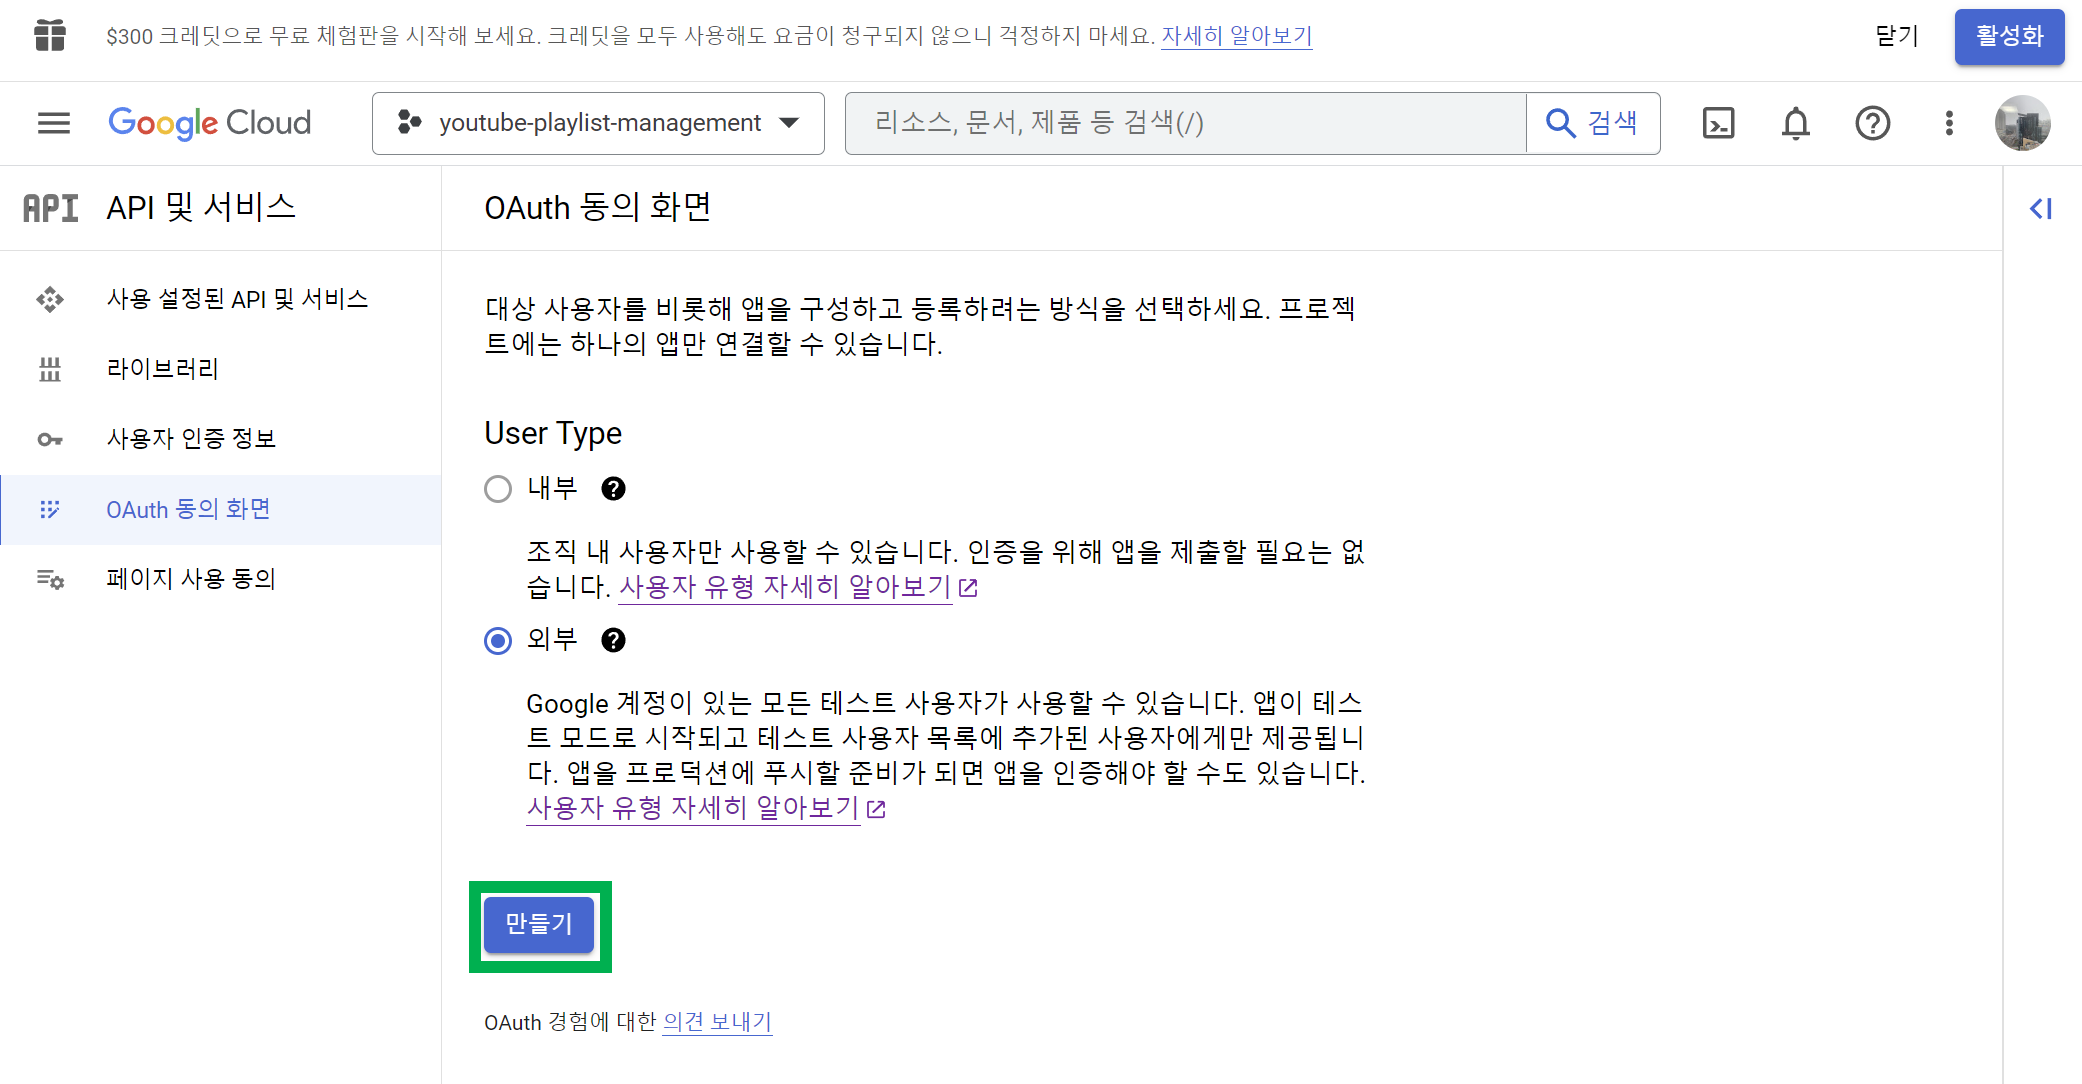 $300 크레딧으로 무료 체험판을 시작해 보세요. 크레딧을 모두 사용해도 요금이 청구되지 않으니 걱정하지 마세요. 자세히 알아보기
닫기
활성화
Google Cloud
youtube-playlist-management
리소스, 문서, 제품 등 검색(/)
검색
API
API 및 서비스
OAuth 동의 화면
사용 설정된 API 및 서비스
라이브러리
사용자 인증 정보
OAuth 동의 화면
페이지 사용 동의
대상 사용자를 비롯해 앱을 구성하고 등록하려는 방식을 선택하세요. 프로젝
트에는 하나의 앱만 연결할 수 있습니다.
User Type
내부
조직 내 사용자만 사용할 수 있습니다. 인증을 위해 앱을 제출할 필요는 없
습니다. 사용자 유형 자세히 알아보기
외부
Google 계정이 있는 모든 테스트 사용자가 사용할 수 있습니다. 앱이 테스
트 모드로 시작되고 테스트 사용자 목록에 추가된 사용자에게만 제공됩니
다. 앱을 프로덕션에 푸시할 준비가 되면 앱을 인증해야 할 수도 있습니다.
사용자 유형 자세히 알아보기
만들기
OAuth 경험에 대한 의견 보내기